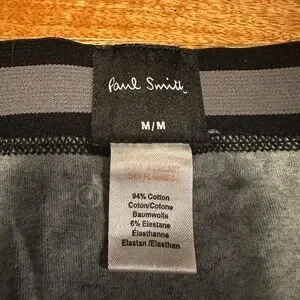 Paul Smith
M/M
94% Cotton
Coton/Cotone
Baumwolle
6% Elastane
Elasthanne
Elastan /Elasthan